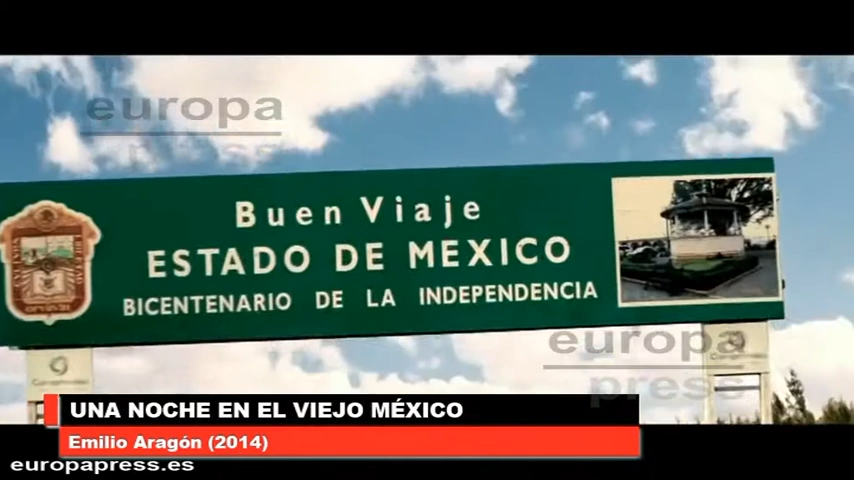 europa
press
Buen Viaje
ESTADO DE MEXICO
BICENTENARIO DE LA INDEPENDENCIA
europa
press
UNA NOCHE EN EL VIEJO MÉXICO
Emilio Aragón (2014)
europapress.es